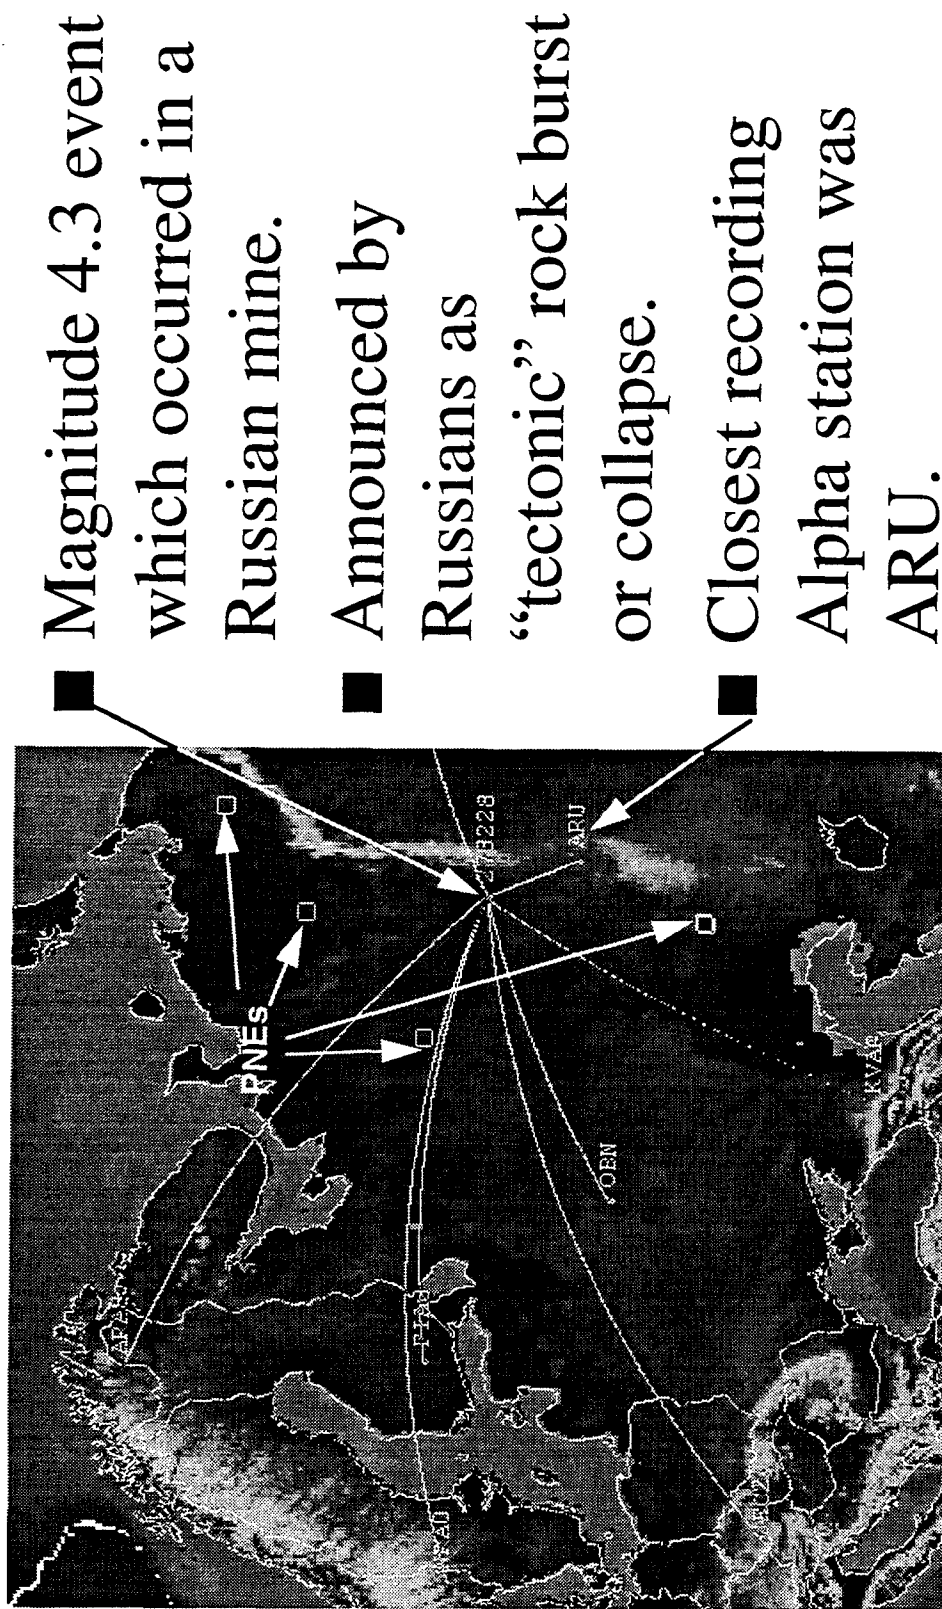 ■ Magnitude 4.3 event
which occurred in a
Russian mine.
■ Announced by
Russians as
“tectonic” rock burst
or collapse.
■ Closest recording
Alpha station was
ARU.
PNEs
ARU
OBN